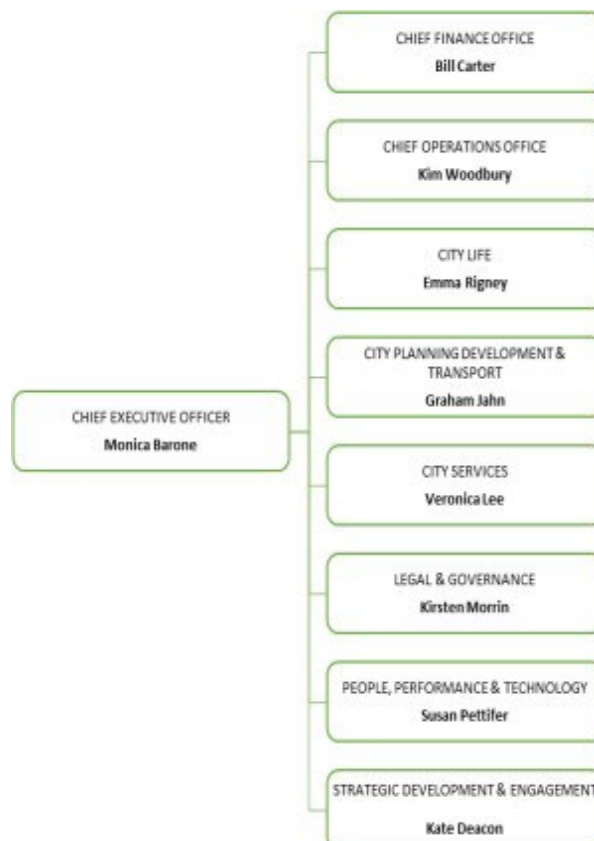 CHIEF FINANCE OFFICE
Bill Carter
CHIEF OPERATIONS OFFICE
Kim Woodbury
CITY LIFE
Emma Rigney
CITY PLANNING DEVELOPMENT &
TRANSPORT
Graham Jahn
CHIEF EXECUTIVE OFFICER
Monica Barone
CITY SERVICES
Veronica Lee
LEGAL & GOVERNANCE
Kirsten Morrin
PEOPLE, PERFORMANCE & TECHNOLOGY
Susan Pettifer
STRATEGIC DEVELOPMENT & ENGAGEMENT
Kate Deacon